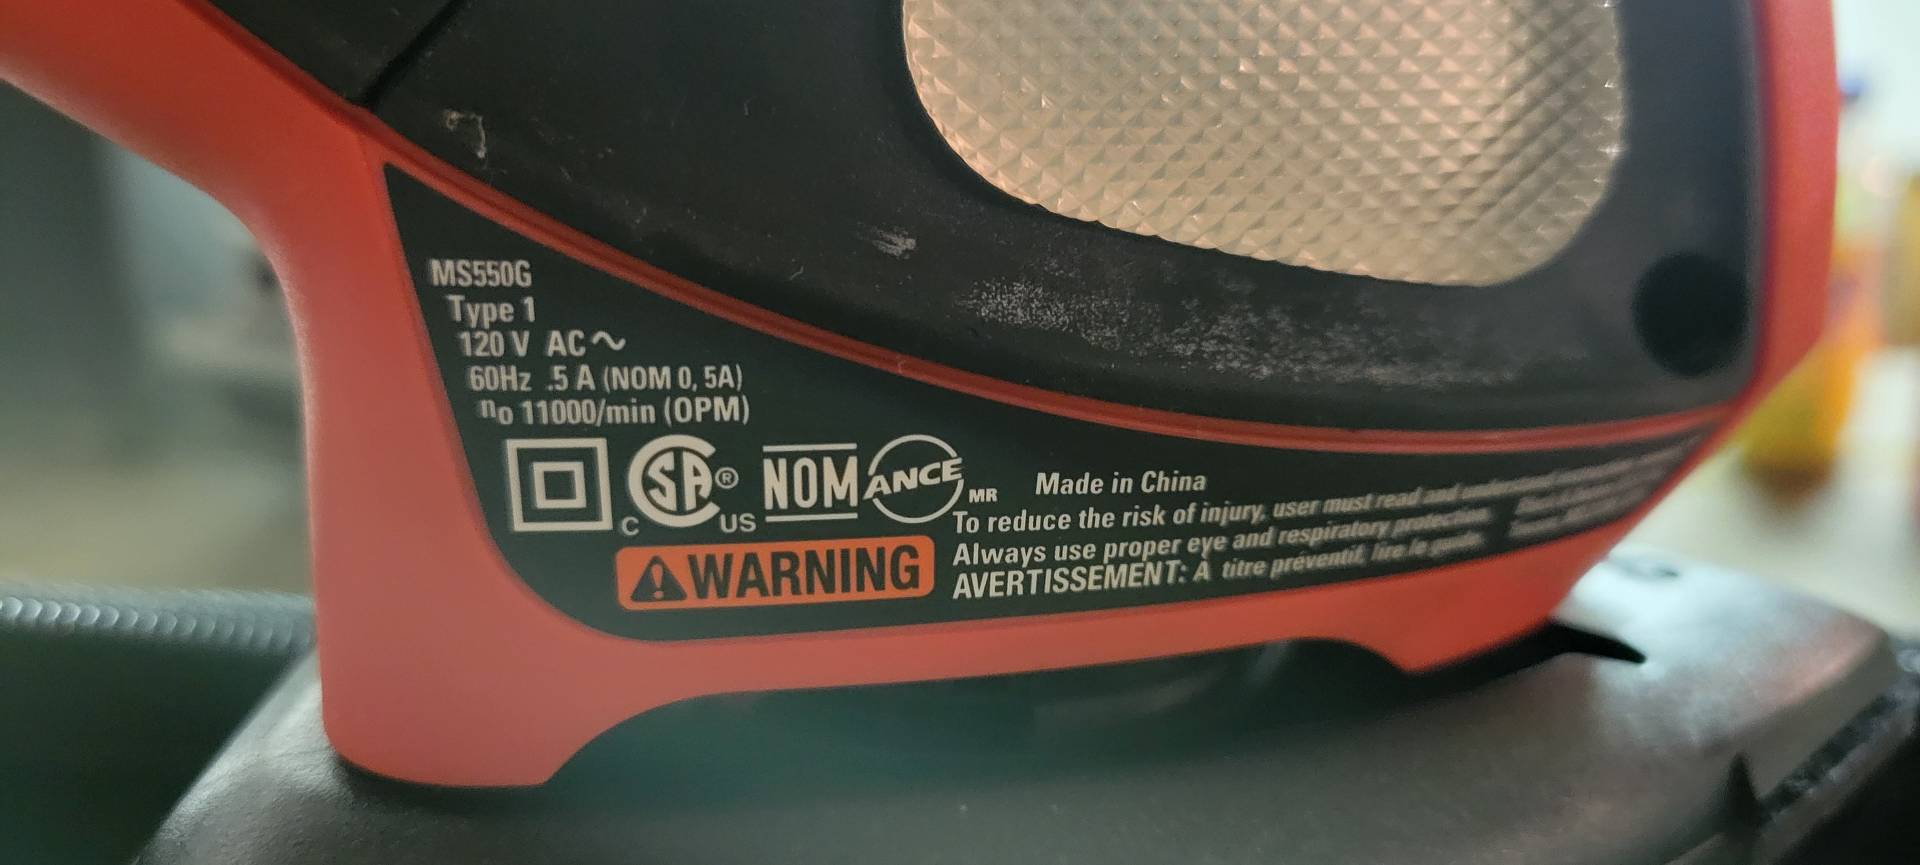 MS550G
Type 1
120 V AC ~
60Hz .5 A (NOM 0, 5A)
no 11000/min (OPM)
SA ® C US
NOM ANCE MR
Made in China
To reduce the risk of injury, user must read and understand
WARNING
Always use proper eye and respiratory protection.
AVERTISSEMENT: À titre préventif, lire le guide.